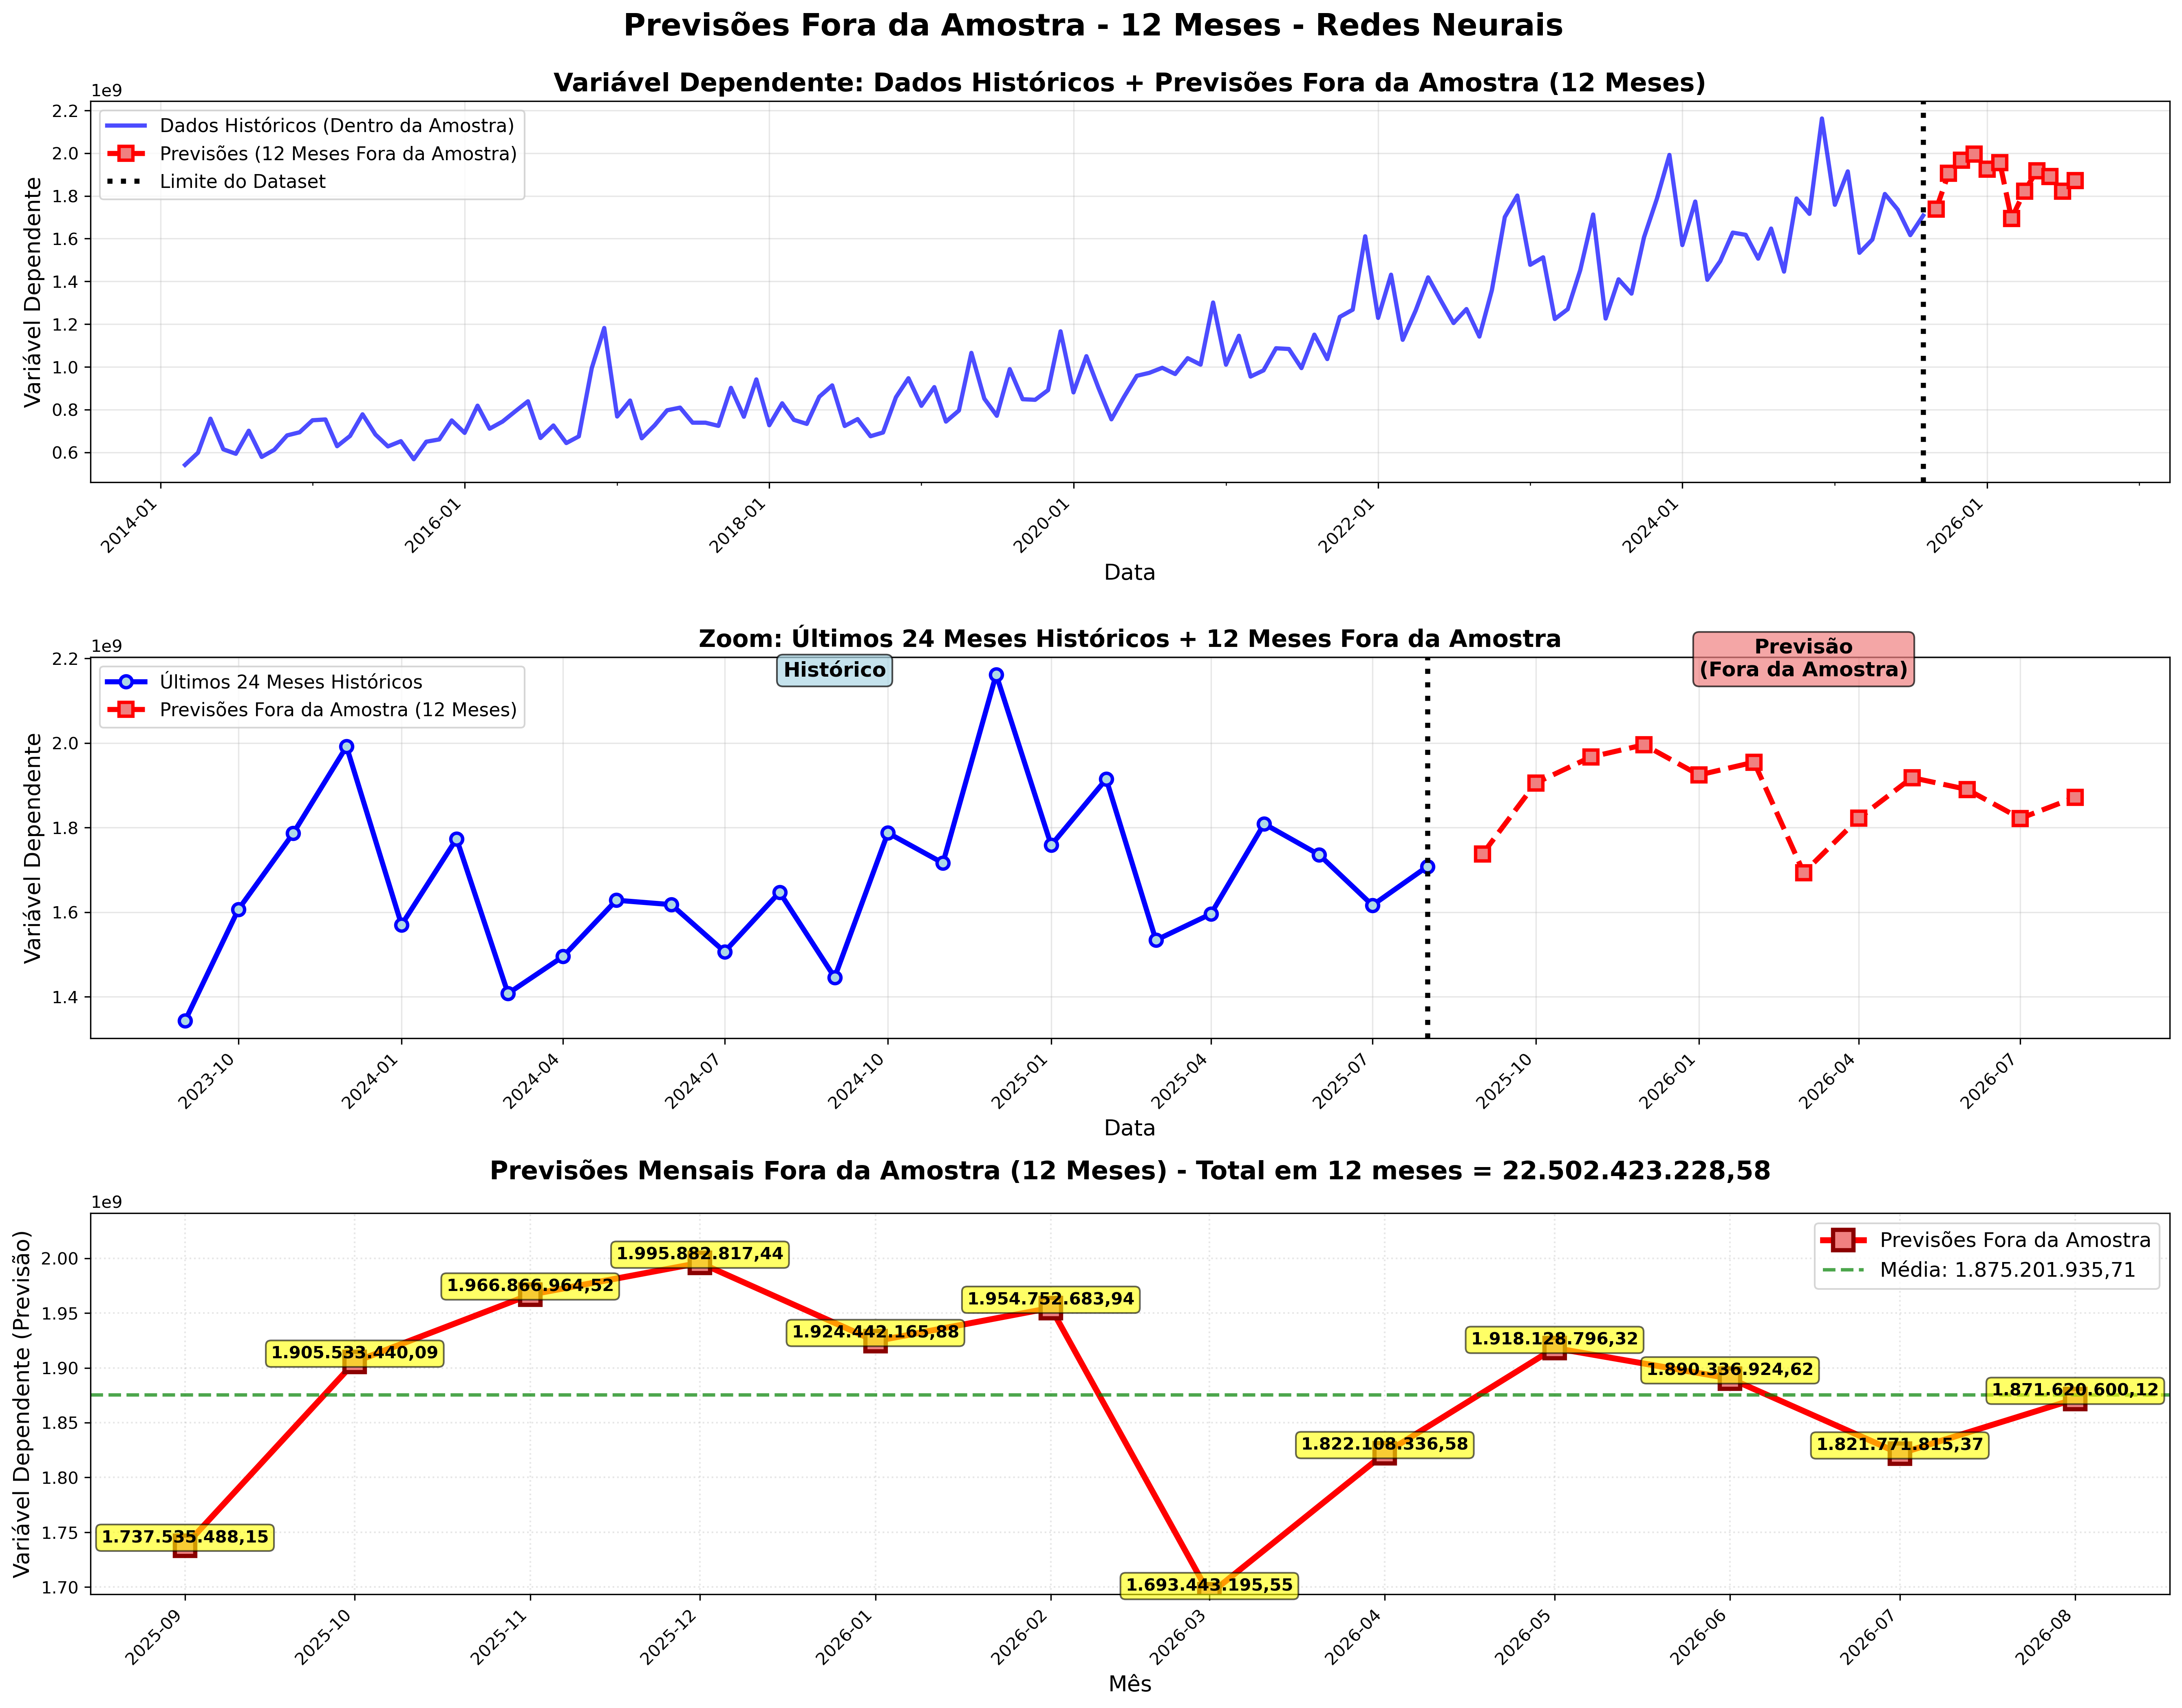 Previsões Fora da Amostra - 12 Meses - Redes Neurais
Variável Dependente: Dados Históricos + Previsões Fora da Amostra (12 Meses)
1e9
2.2
2.0
1.8
1.6
1.4
1.2
1.0
0.8
0.6
Variável Dependente
Dados Históricos (Dentro da Amostra)
Previsões (12 Meses Fora da Amostra)
Limite do Dataset
2014-01
2016-01
2018-01
2020-01
2022-01
2024-01
2026-01
Data
Zoom: Últimos 24 Meses Históricos + 12 Meses Fora da Amostra
1e9
2.2
2.0
1.8
1.6
1.4
Variável Dependente
Últimos 24 Meses Históricos
Previsões Fora da Amostra (12 Meses)
Histórico
Previsão
(Fora da Amostra)
2023-10
2024-01
2024-04
2024-07
2024-10
2025-01
2025-04
2025-07
2025-10
2026-01
2026-04
2026-07
Data
Previsões Mensais Fora da Amostra (12 Meses) - Total em 12 meses = 22.502.423.228,58
1e9
2.00
1.95
1.90
1.85
1.80
1.75
1.70
Variável Dependente (Previsão)
Previsões Fora da Amostra
Média: 1.875.201.935,71
1.737.535.488,15
1.905.533.440,09
1.966.866.964,52
1.995.882.817,44
1.924.442.165,88
1.954.752.683,94
1.693.443.195,55
1.822.108.336,58
1.918.128.796,32
1.890.336.924,62
1.821.771.815,37
1.871.620.600,12
2025-09
2025-10
2025-11
2025-12
2026-01
2026-02
2026-03
2026-04
2026-05
2026-06
2026-07
2026-08
Mês